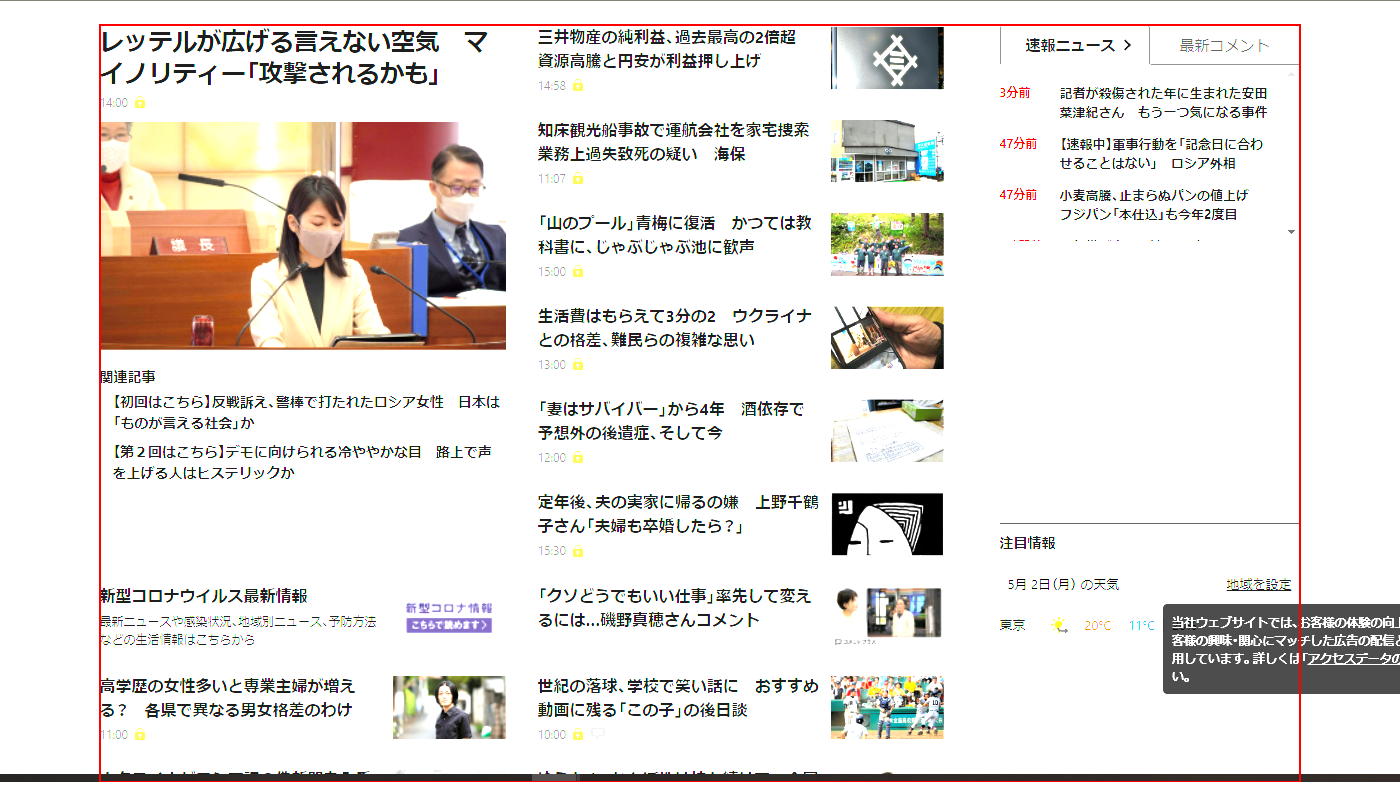 レッテルが広げる言えない空気　マ
イノリティー「攻撃されるかも」
14:00
議長
関連記事
【初回はこちら】反戦訴え、警棒で打たれたロシア女性　日本は
「ものが言える社会」か
【第２回はこちら】デモに向けられる冷ややかな目　路上で声
を上げる人はヒステリックか
新型コロナウイルス最新情報
最新ニュースや感染状況、地域別ニュース、予防方法
などの生活情報はこちらから
新型コロナ情報
こちらで読めます
高学歴の女性多いと専業主婦が増え
る？　各県で異なる男女格差のわけ
11:00
三井物産の純利益、過去最高の2倍超
資源高騰と円安が利益押し上げ
14:58
知床観光船事故で運航会社を家宅捜索
業務上過失致死の疑い　海保
11:07
「山のプール」青梅に復活　かつては教
科書に、じゃぶじゃぶ池に歓声
15:00
生活費はもらえて3分の2　ウクライナ
との格差、難民らの複雑な思い
13:00
「妻はサバイバー」から4年　酒依存で
予想外の後遺症、そして今
12:00
定年後、夫の実家に帰るの嫌　上野千鶴
子さん「夫婦も卒婚したら？」
15:30
「クソどうでもいい仕事」率先して変え
るには…磯野真穂さんコメント
コメントプラス
世紀の落球、学校で笑い話に　おすすめ
動画に残る「この子」の後日談
10:00
速報ニュース
最新コメント
3分前
記者が殺傷された年に生まれた安田
菜津紀さん　もう一つ気になる事件
47分前
【速報中】軍事行動を「記念日に合わ
せることはない」　ロシア外相
47分前
小麦高騰、止まらぬパンの値上げ
フジパン「本仕込」も今年2度目
注目情報
5月 2日（月） の天気
地域を設定
東京
20°C
11°C
当社ウェブサイトでは、お客様の体験の向上
客様の興味・関心にマッチした広告の配信と
用しています。詳しくは「アクセスデータの
い。